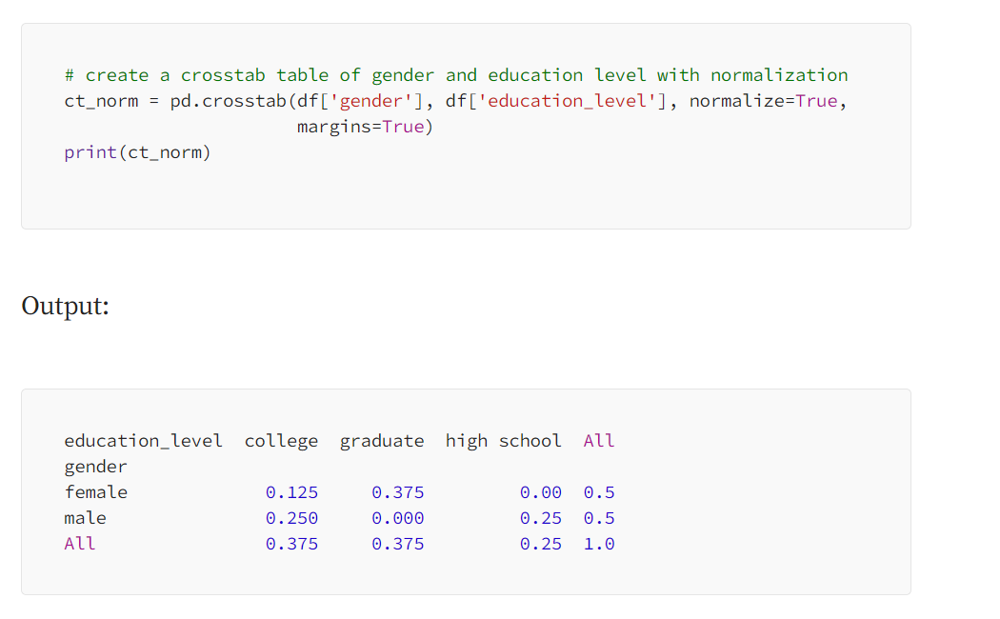 # create a crosstab table of gender and education level with normalization
ct_norm = pd.crosstab(df['gender'], df['education_level'], normalize=True,
                      margins=True)
print(ct_norm)
Output:
education_level  college  graduate  high school  All
gender
female             0.125     0.375         0.00  0.5
male               0.250     0.000         0.25  0.5
All                0.375     0.375         0.25  1.0